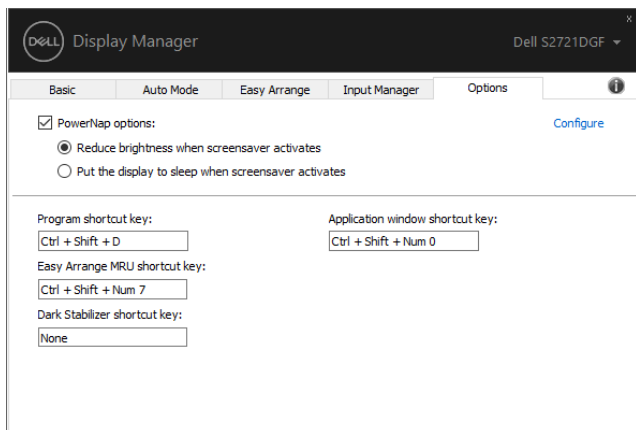 x
DELL Display Manager
Dell S2721DGF
Basic Auto Mode Easy Arrange Input Manager Options i
PowerNap options:
Configure
Reduce brightness when screensaver activates
Put the display to sleep when screensaver activates
Program shortcut key:
Application window shortcut key:
Ctrl + Shift + D
Ctrl + Shift + Num 0
Easy Arrange MRU shortcut key:
Ctrl + Shift + Num 7
Dark Stabilizer shortcut key:
None